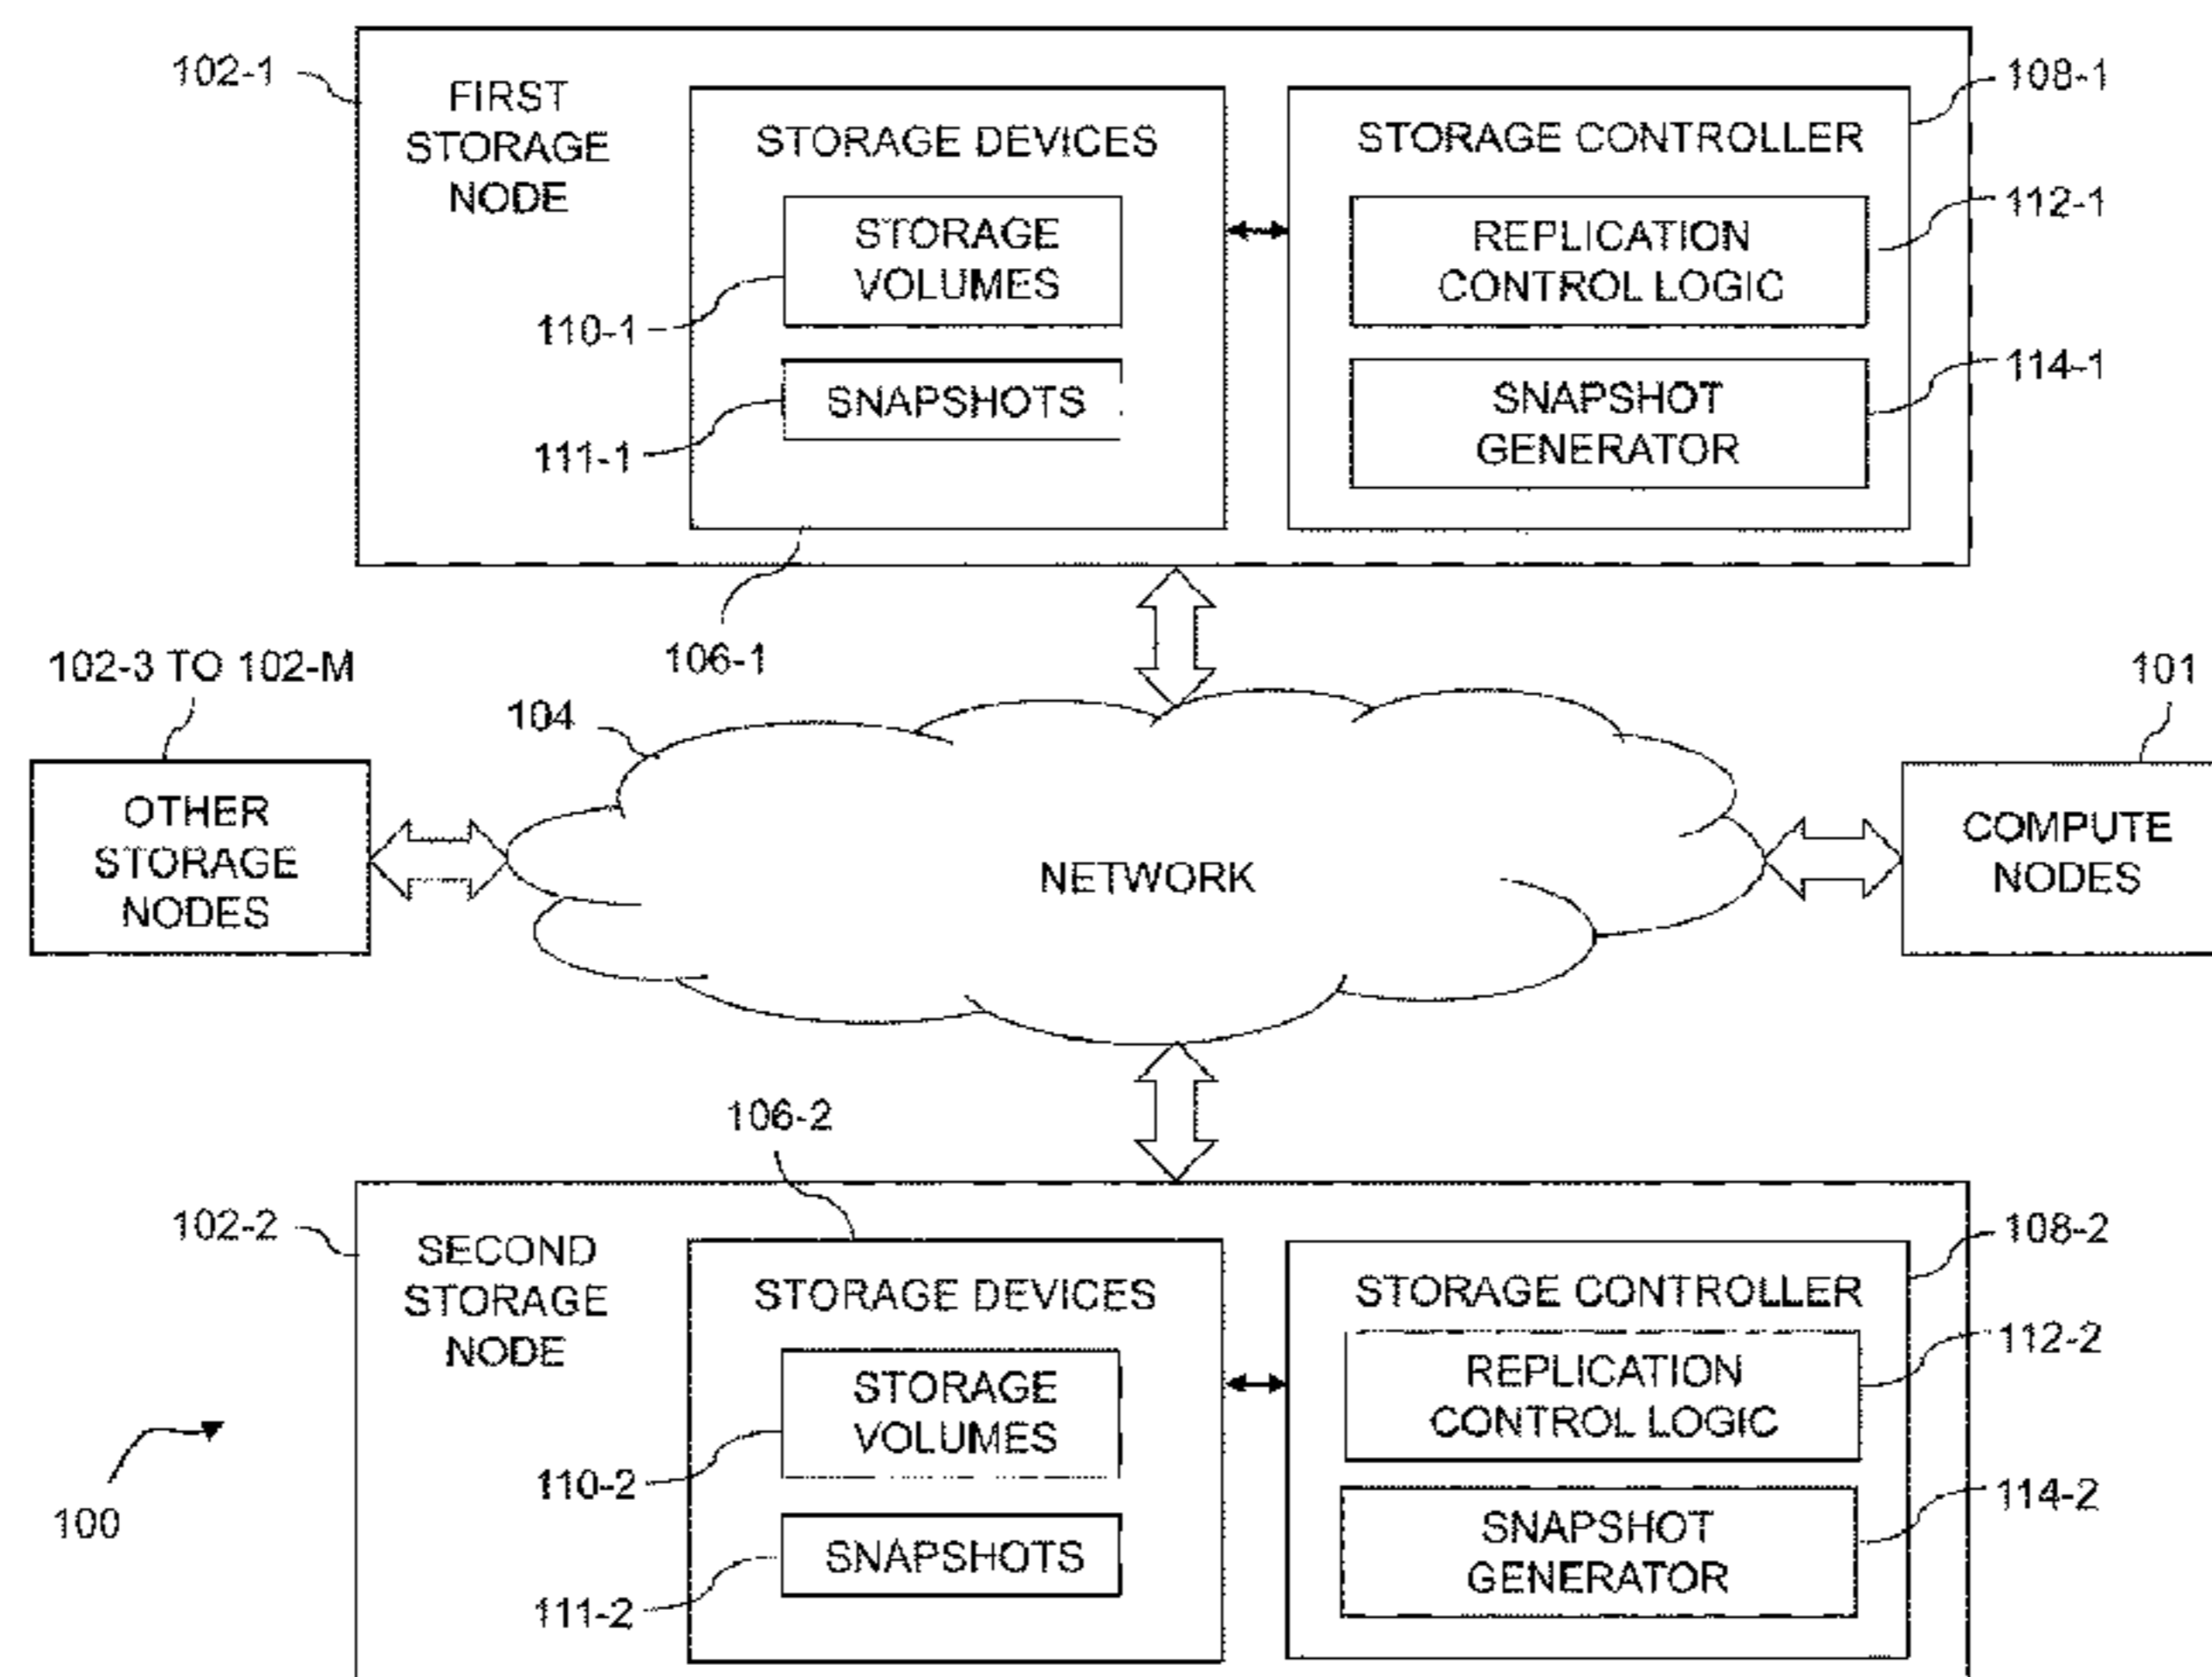 102-1
FIRST
STORAGE
NODE
STORAGE DEVICES
STORAGE
VOLUMES
110-1
SNAPSHOTS
111-1
106-1
STORAGE CONTROLLER
108-1
REPLICATION
CONTROL LOGIC
112-1
SNAPSHOT
GENERATOR
114-1
102-3 TO 102-M
OTHER
STORAGE
NODES
104
NETWORK
101
COMPUTE
NODES
106-2
102-2
SECOND
STORAGE
NODE
STORAGE DEVICES
STORAGE
VOLUMES
110-2
SNAPSHOTS
111-2
STORAGE CONTROLLER
108-2
REPLICATION
CONTROL LOGIC
112-2
SNAPSHOT
GENERATOR
114-2
100